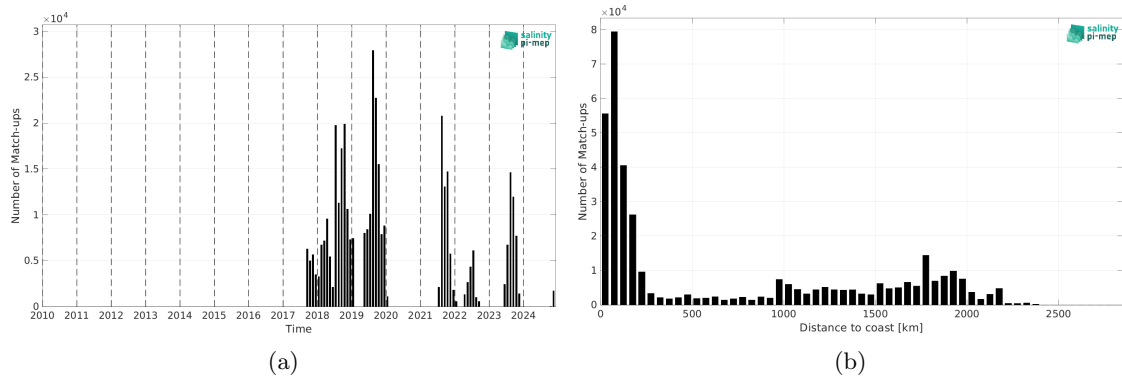 ×10⁴
3
2.5
2
1.5
1
0.5
0
Number of Match-ups
2010 2011 2012 2013 2014 2015 2016 2017 2018 2019 2020 2021 2022 2023 2024
Time
salinity
pi-mep
(a)
×10⁴
8
7
6
5
4
3
2
1
0
Number of Match-ups
0 500 1000 1500 2000 2500
Distance to coast [km]
salinity
pi-mep
(b)